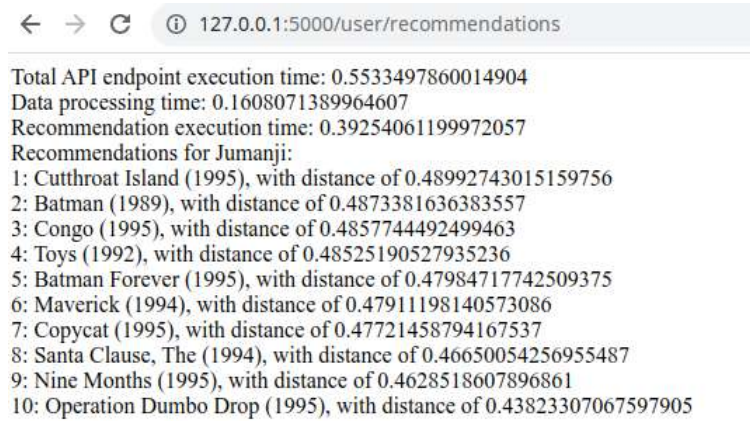 127.0.0.1:5000/user/recommendations
Total API endpoint execution time: 0.5533497860014904
Data processing time: 0.1608071389964607
Recommendation execution time: 0.39254061199972057
Recommendations for Jumanji:
1: Cutthroat Island (1995), with distance of 0.48992743015159756
2: Batman (1989), with distance of 0.4873381636383557
3: Congo (1995), with distance of 0.4857744492499463
4: Toys (1992), with distance of 0.48525190527935236
5: Batman Forever (1995), with distance of 0.47984717742509375
6: Maverick (1994), with distance of 0.47911198140573086
7: Copycat (1995), with distance of 0.47721458794167537
8: Santa Clause, The (1994), with distance of 0.46650054256955487
9: Nine Months (1995), with distance of 0.4628518607896861
10: Operation Dumbo Drop (1995), with distance of 0.43823307067597905